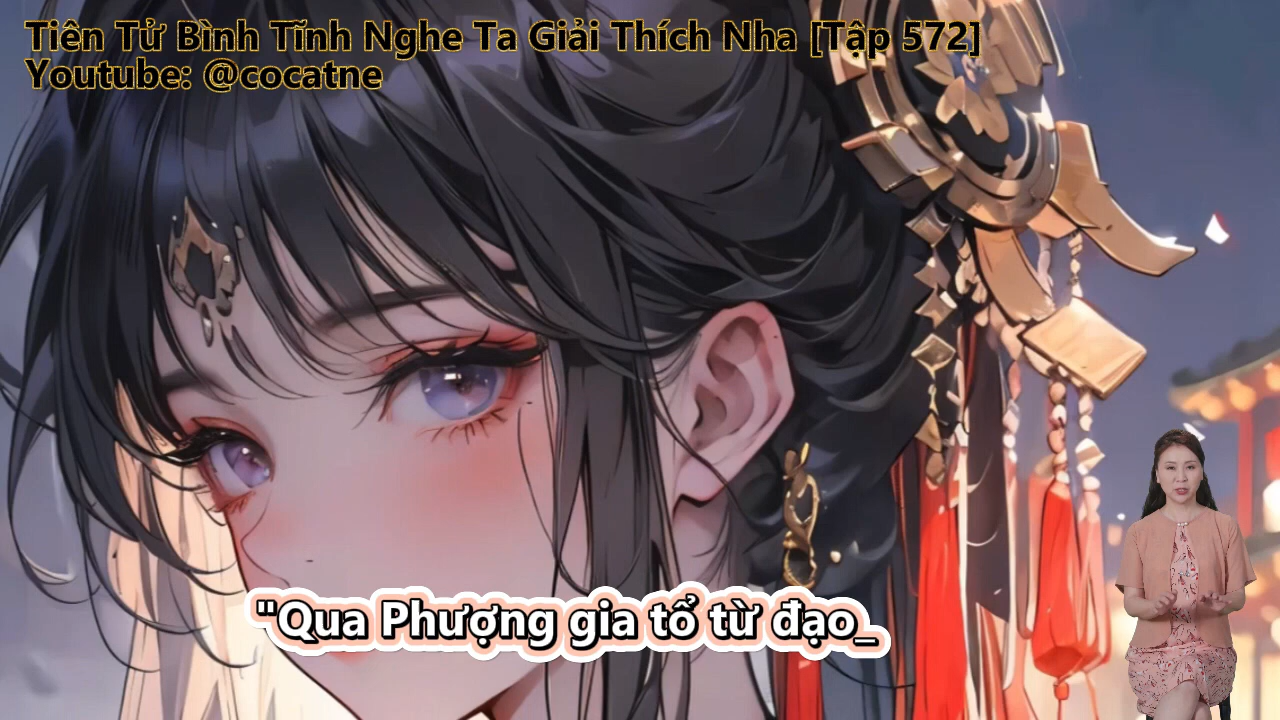 Tiên Tử Bình Tĩnh Nghe Ta Giải Thích Nha [Tập 572]
Youtube: @cocatne
"Qua Phượng gia tổ từ đạo_